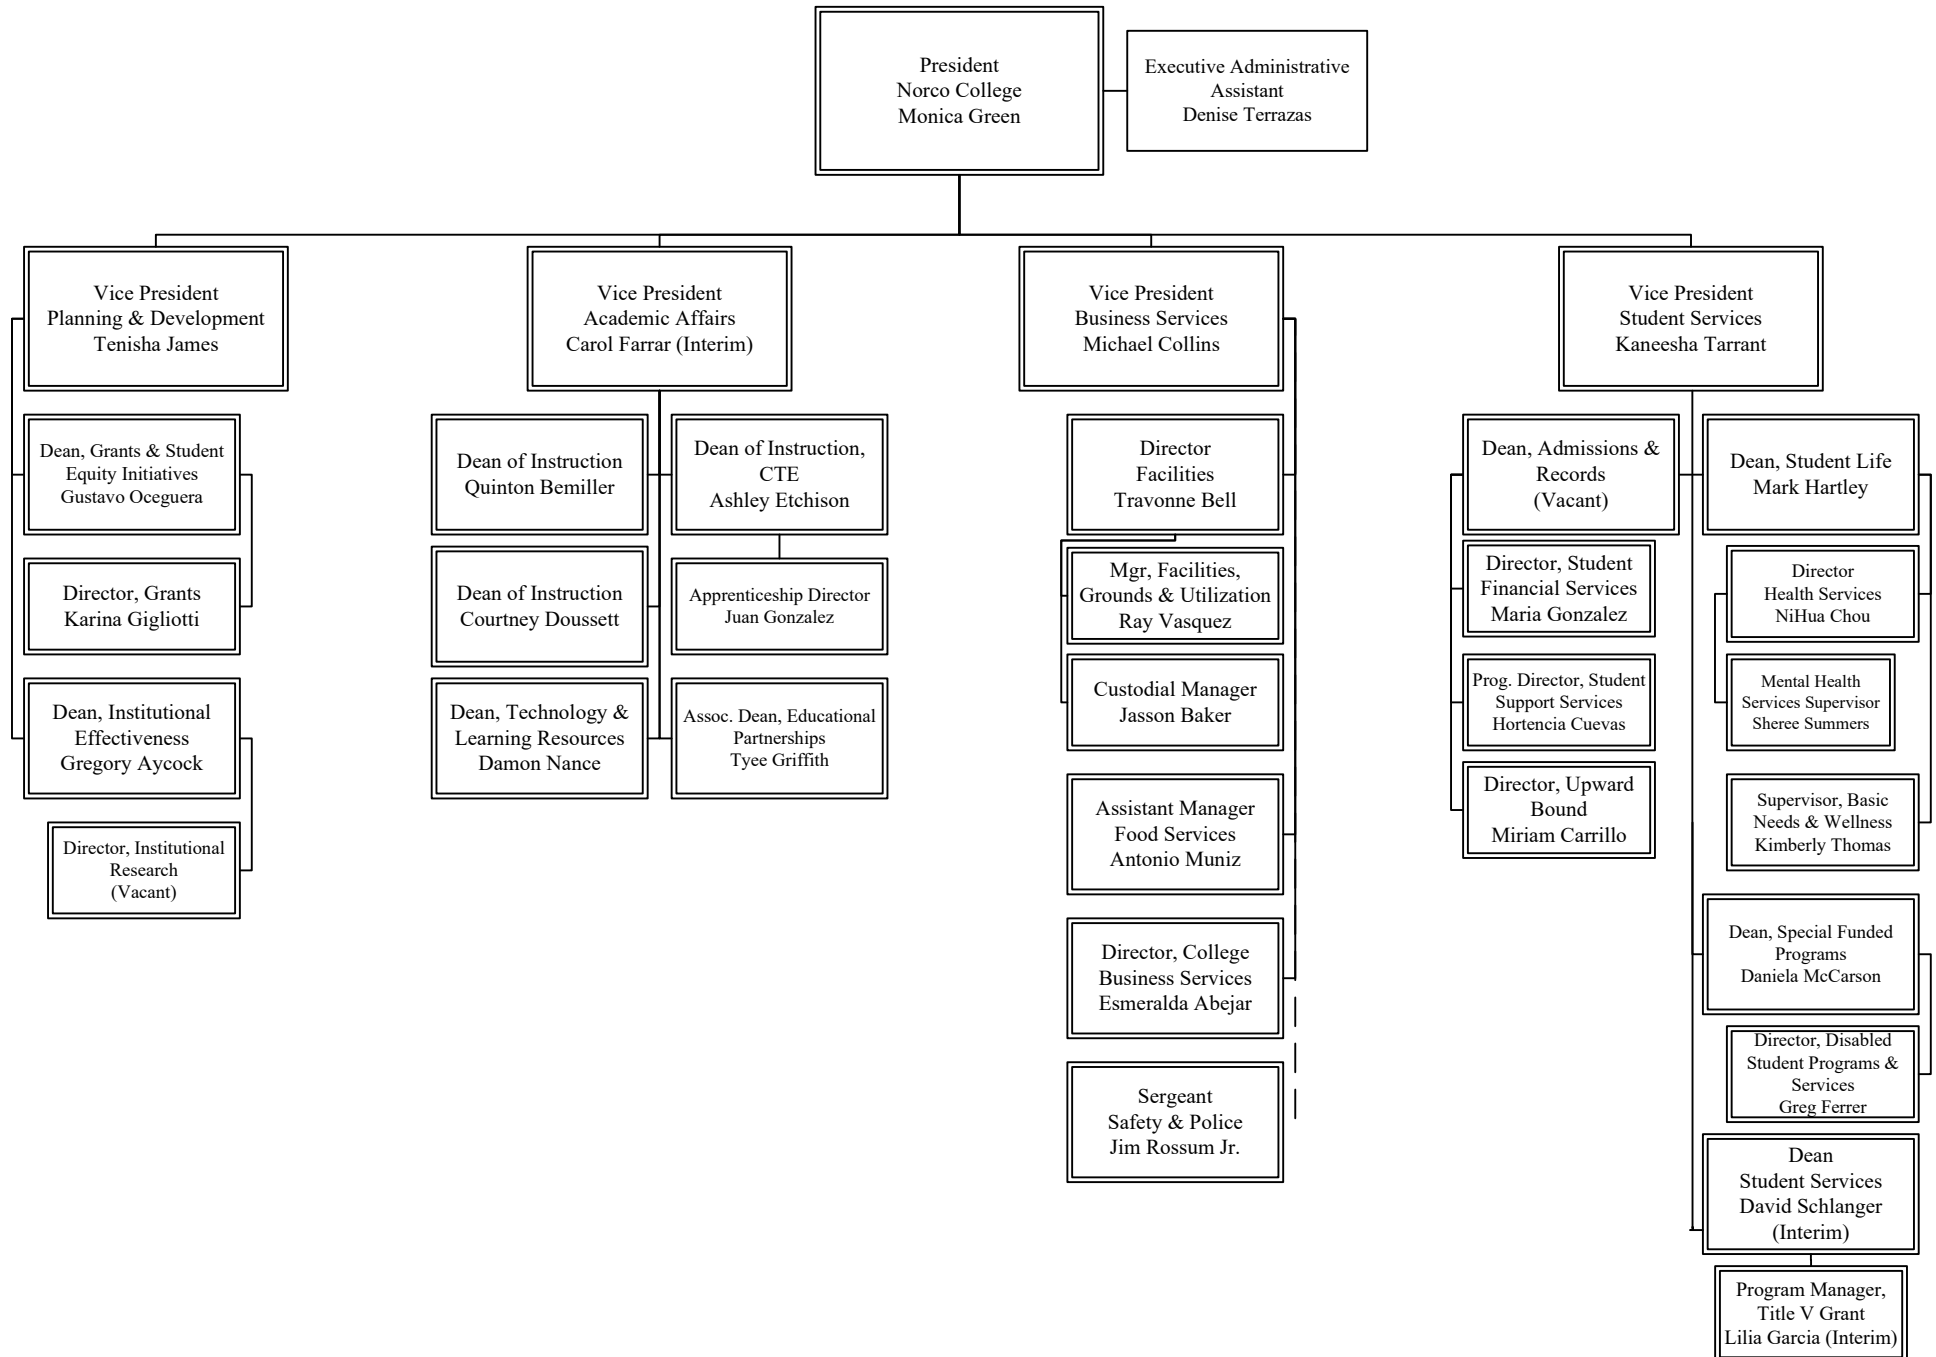 President
Norco College
Monica Green
Executive Administrative
Assistant
Denise Terrazas
Vice President
Planning & Development
Tenisha James
Dean, Grants & Student
Equity Initiatives
Gustavo Oceguera
Director, Grants
Karina Gigliotti
Dean, Institutional
Effectiveness
Gregory Aycock
Director, Institutional
Research
(Vacant)
Vice President
Academic Affairs
Carol Farrar (Interim)
Dean of Instruction
Quinton Bemiller
Dean of Instruction,
CTE
Ashley Etchison
Dean of Instruction
Courtney Doussett
Apprenticeship Director
Juan Gonzalez
Dean, Technology &
Learning Resources
Damon Nance
Assoc. Dean, Educational
Partnerships
Tyee Griffith
Vice President
Business Services
Michael Collins
Director
Facilities
Travonne Bell
Mgr, Facilities,
Grounds & Utilization
Ray Vasquez
Custodial Manager
Jasson Baker
Assistant Manager
Food Services
Antonio Muniz
Director, College
Business Services
Esmeralda Abejar
Sergeant
Safety & Police
Jim Rossum Jr.
Vice President
Student Services
Kaneesha Tarrant
Dean, Admissions &
Records
(Vacant)
Director, Student
Financial Services
Maria Gonzalez
Prog. Director, Student
Support Services
Hortencia Cuevas
Director, Upward
Bound
Miriam Carrillo
Dean, Student Life
Mark Hartley
Director
Health Services
NiHua Chou
Mental Health
Services Supervisor
Sheree Summers
Supervisor, Basic
Needs & Wellness
Kimberly Thomas
Dean, Special Funded
Programs
Daniela McCarson
Director, Disabled
Student Programs &
Services
Greg Ferrer
Dean
Student Services
David Schlanger
(Interim)
Program Manager,
Title V Grant
Lilia Garcia (Interim)